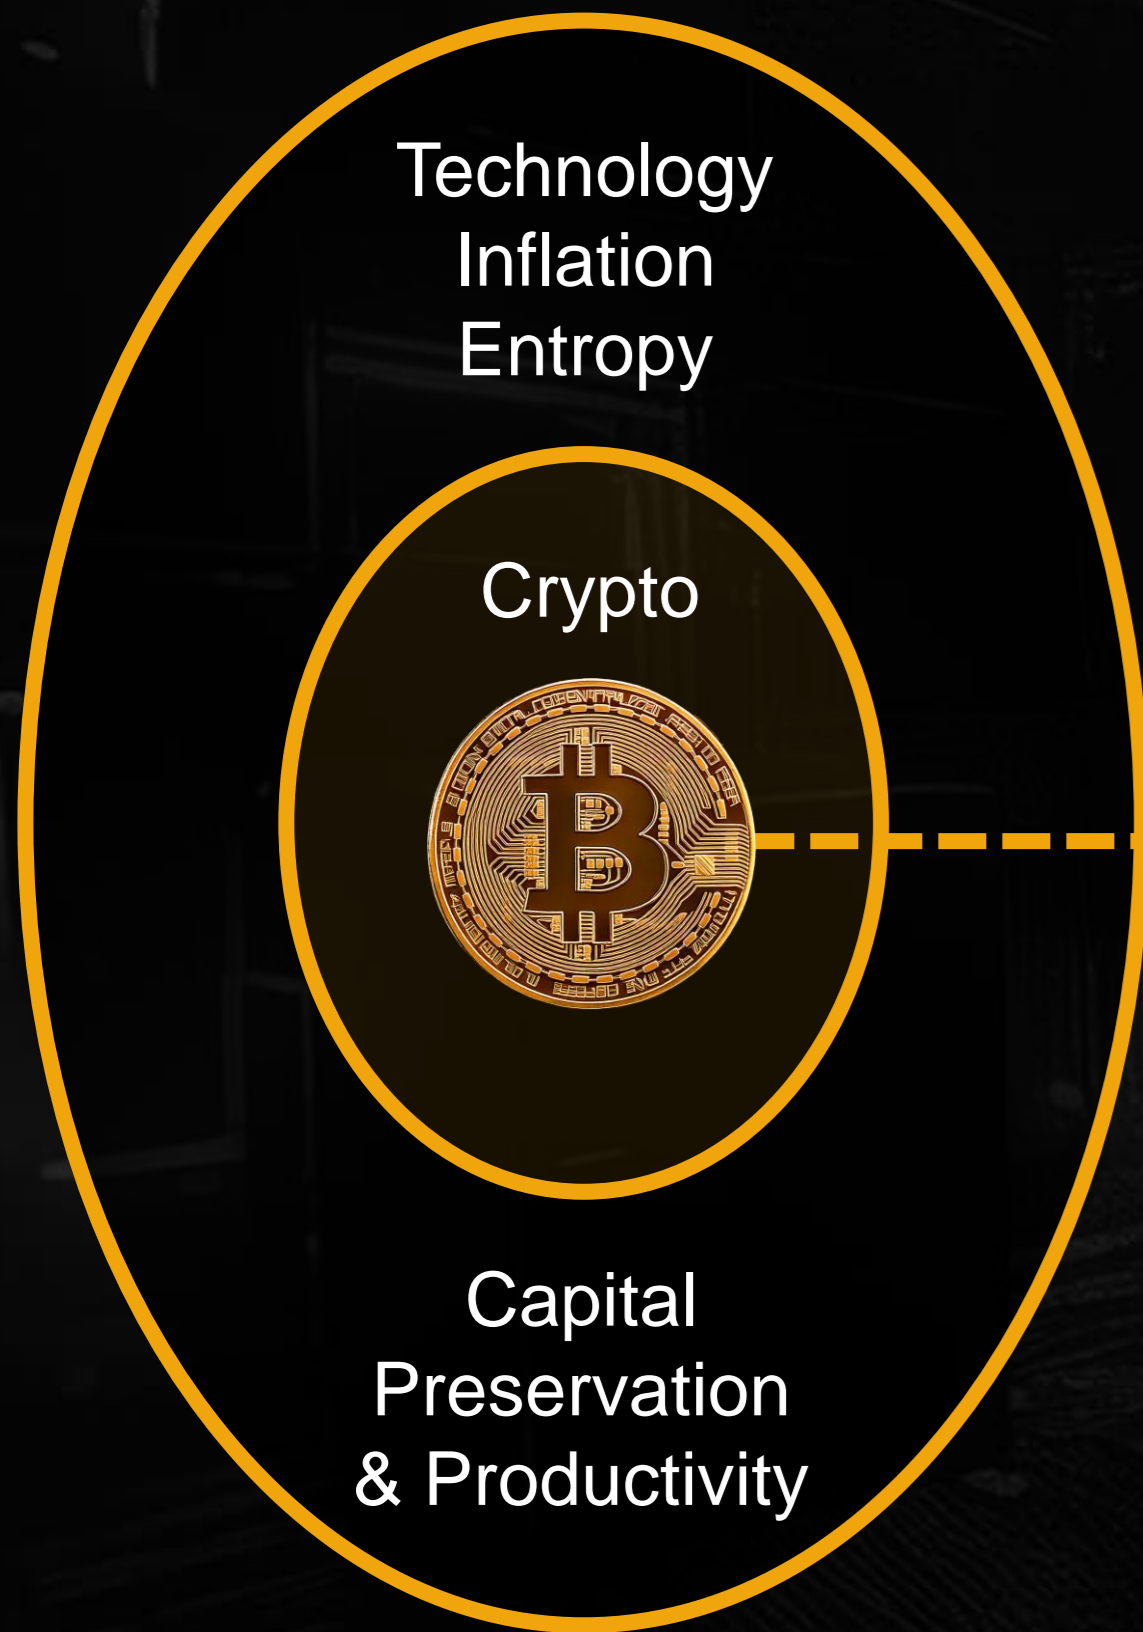 Technology
Inflation
Entropy
Crypto
Capital
Preservation
& Productivity